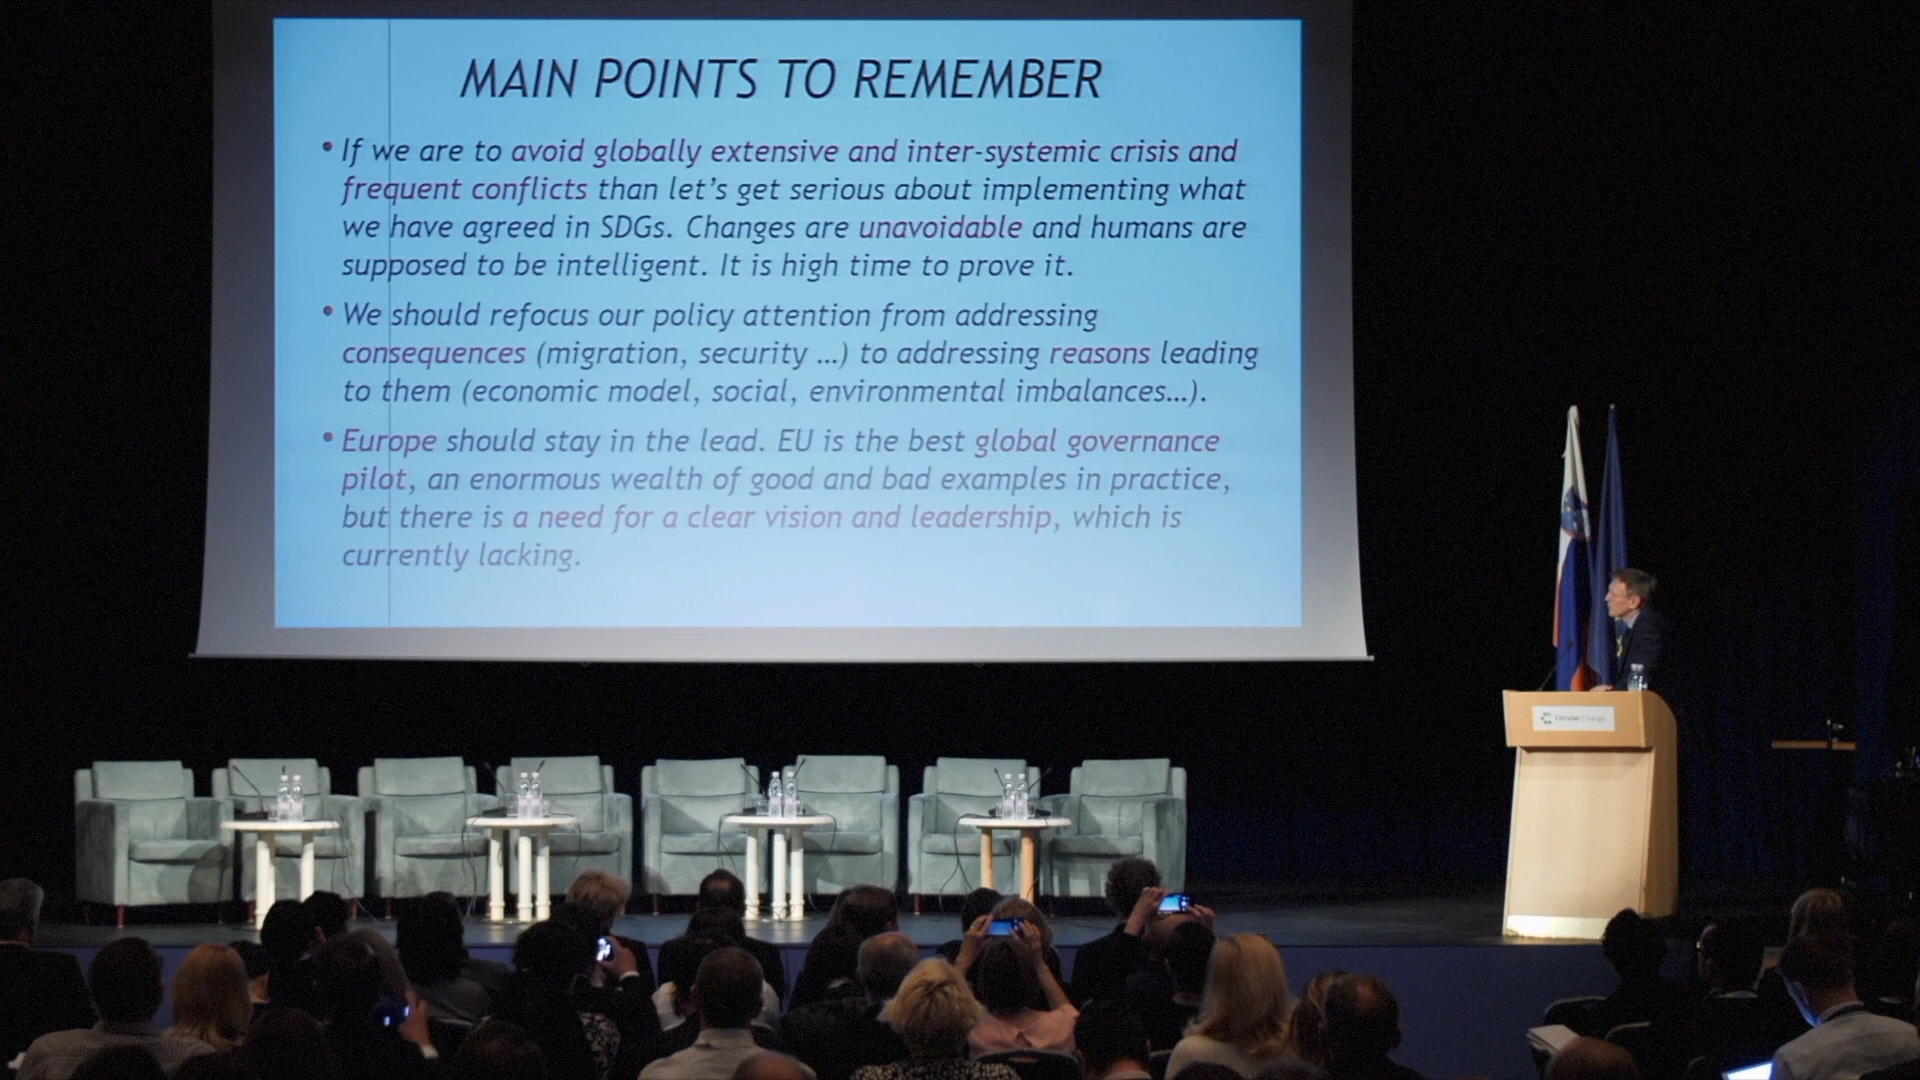 MAIN POINTS TO REMEMBER
• If we are to avoid globally extensive and inter-systemic crisis and
frequent conflicts than let's get serious about implementing what
we have agreed in SDGs. Changes are unavoidable and humans are
supposed to be intelligent. It is high time to prove it.
• We should refocus our policy attention from addressing
consequences (migration, security …) to addressing reasons leading
to them (economic model, social, environmental imbalances…).
• Europe should stay in the lead. EU is the best global governance
pilot, an enormous wealth of good and bad examples in practice,
but there is a need for a clear vision and leadership, which is
currently lacking.
Circular Change